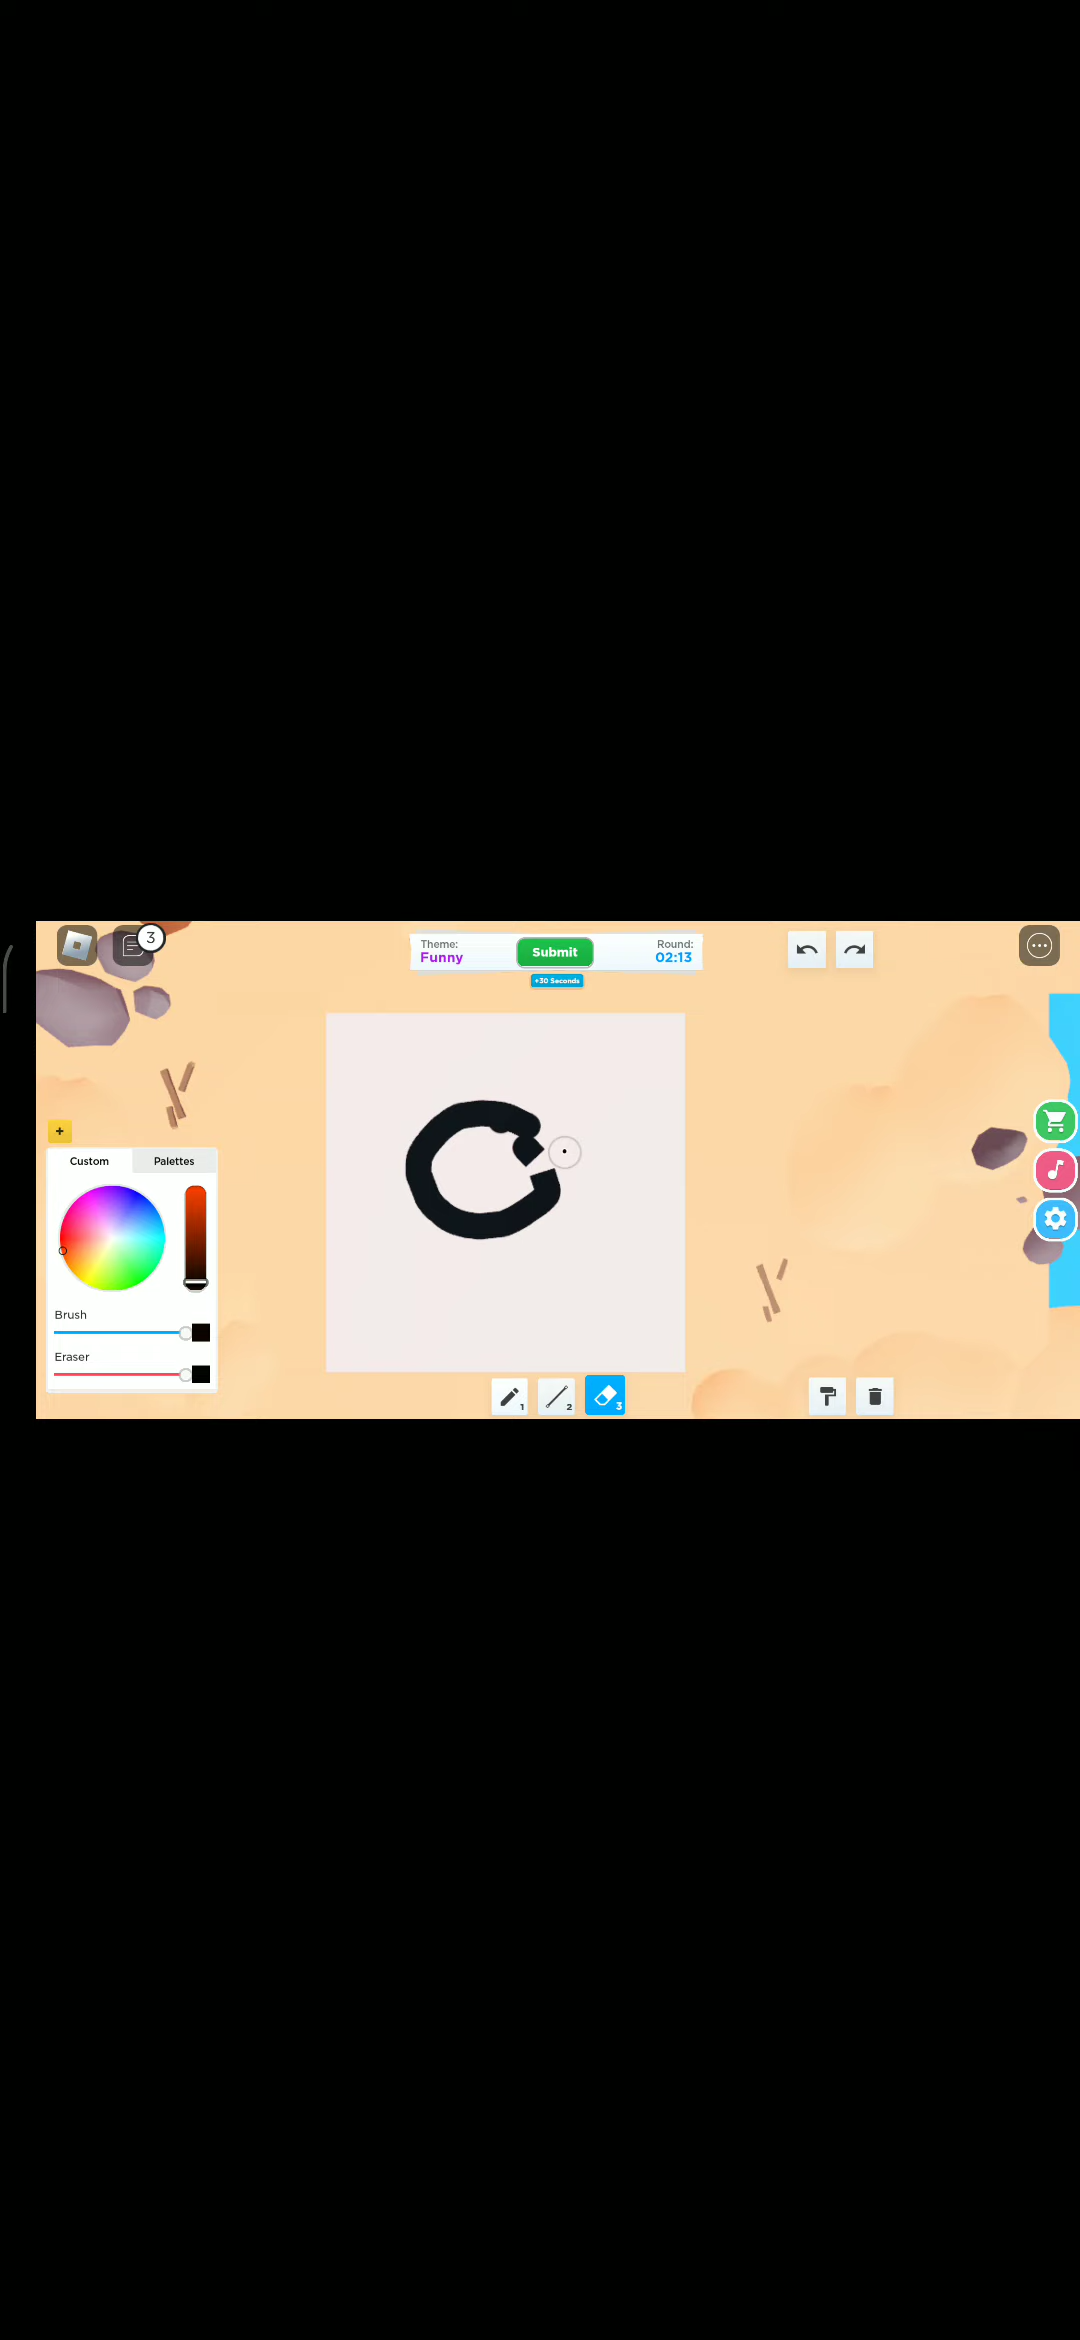 3
Theme:
Funny
Submit
Round:
02:13
+30 Seconds
+
Custom
Palettes
Brush
Eraser
1
2
3